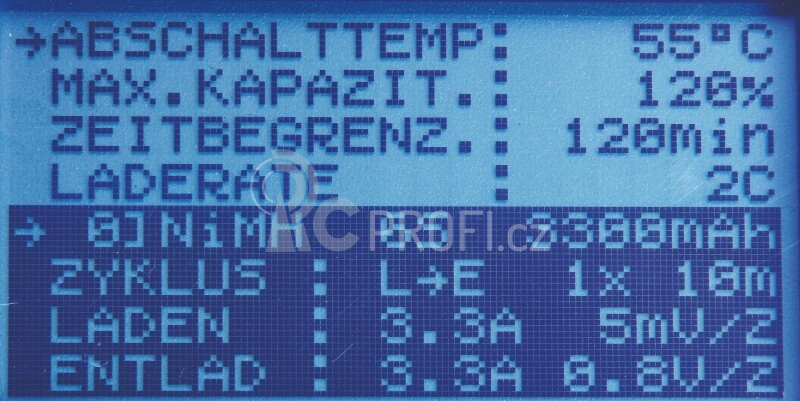 →ABSCHALTTEMP: 55°C
MAX.KAPAZIT.: 120%
ZEITBEGRENZ.: 120min
LADERATE : 2C
→ 0]NiMH 3300mAh
ZYKLUS : L→E 1x 10m
LADEN : 3.3A 5mV/Z
ENTLAD : 3.3A 0.8V/Z
RCPROFI.cz